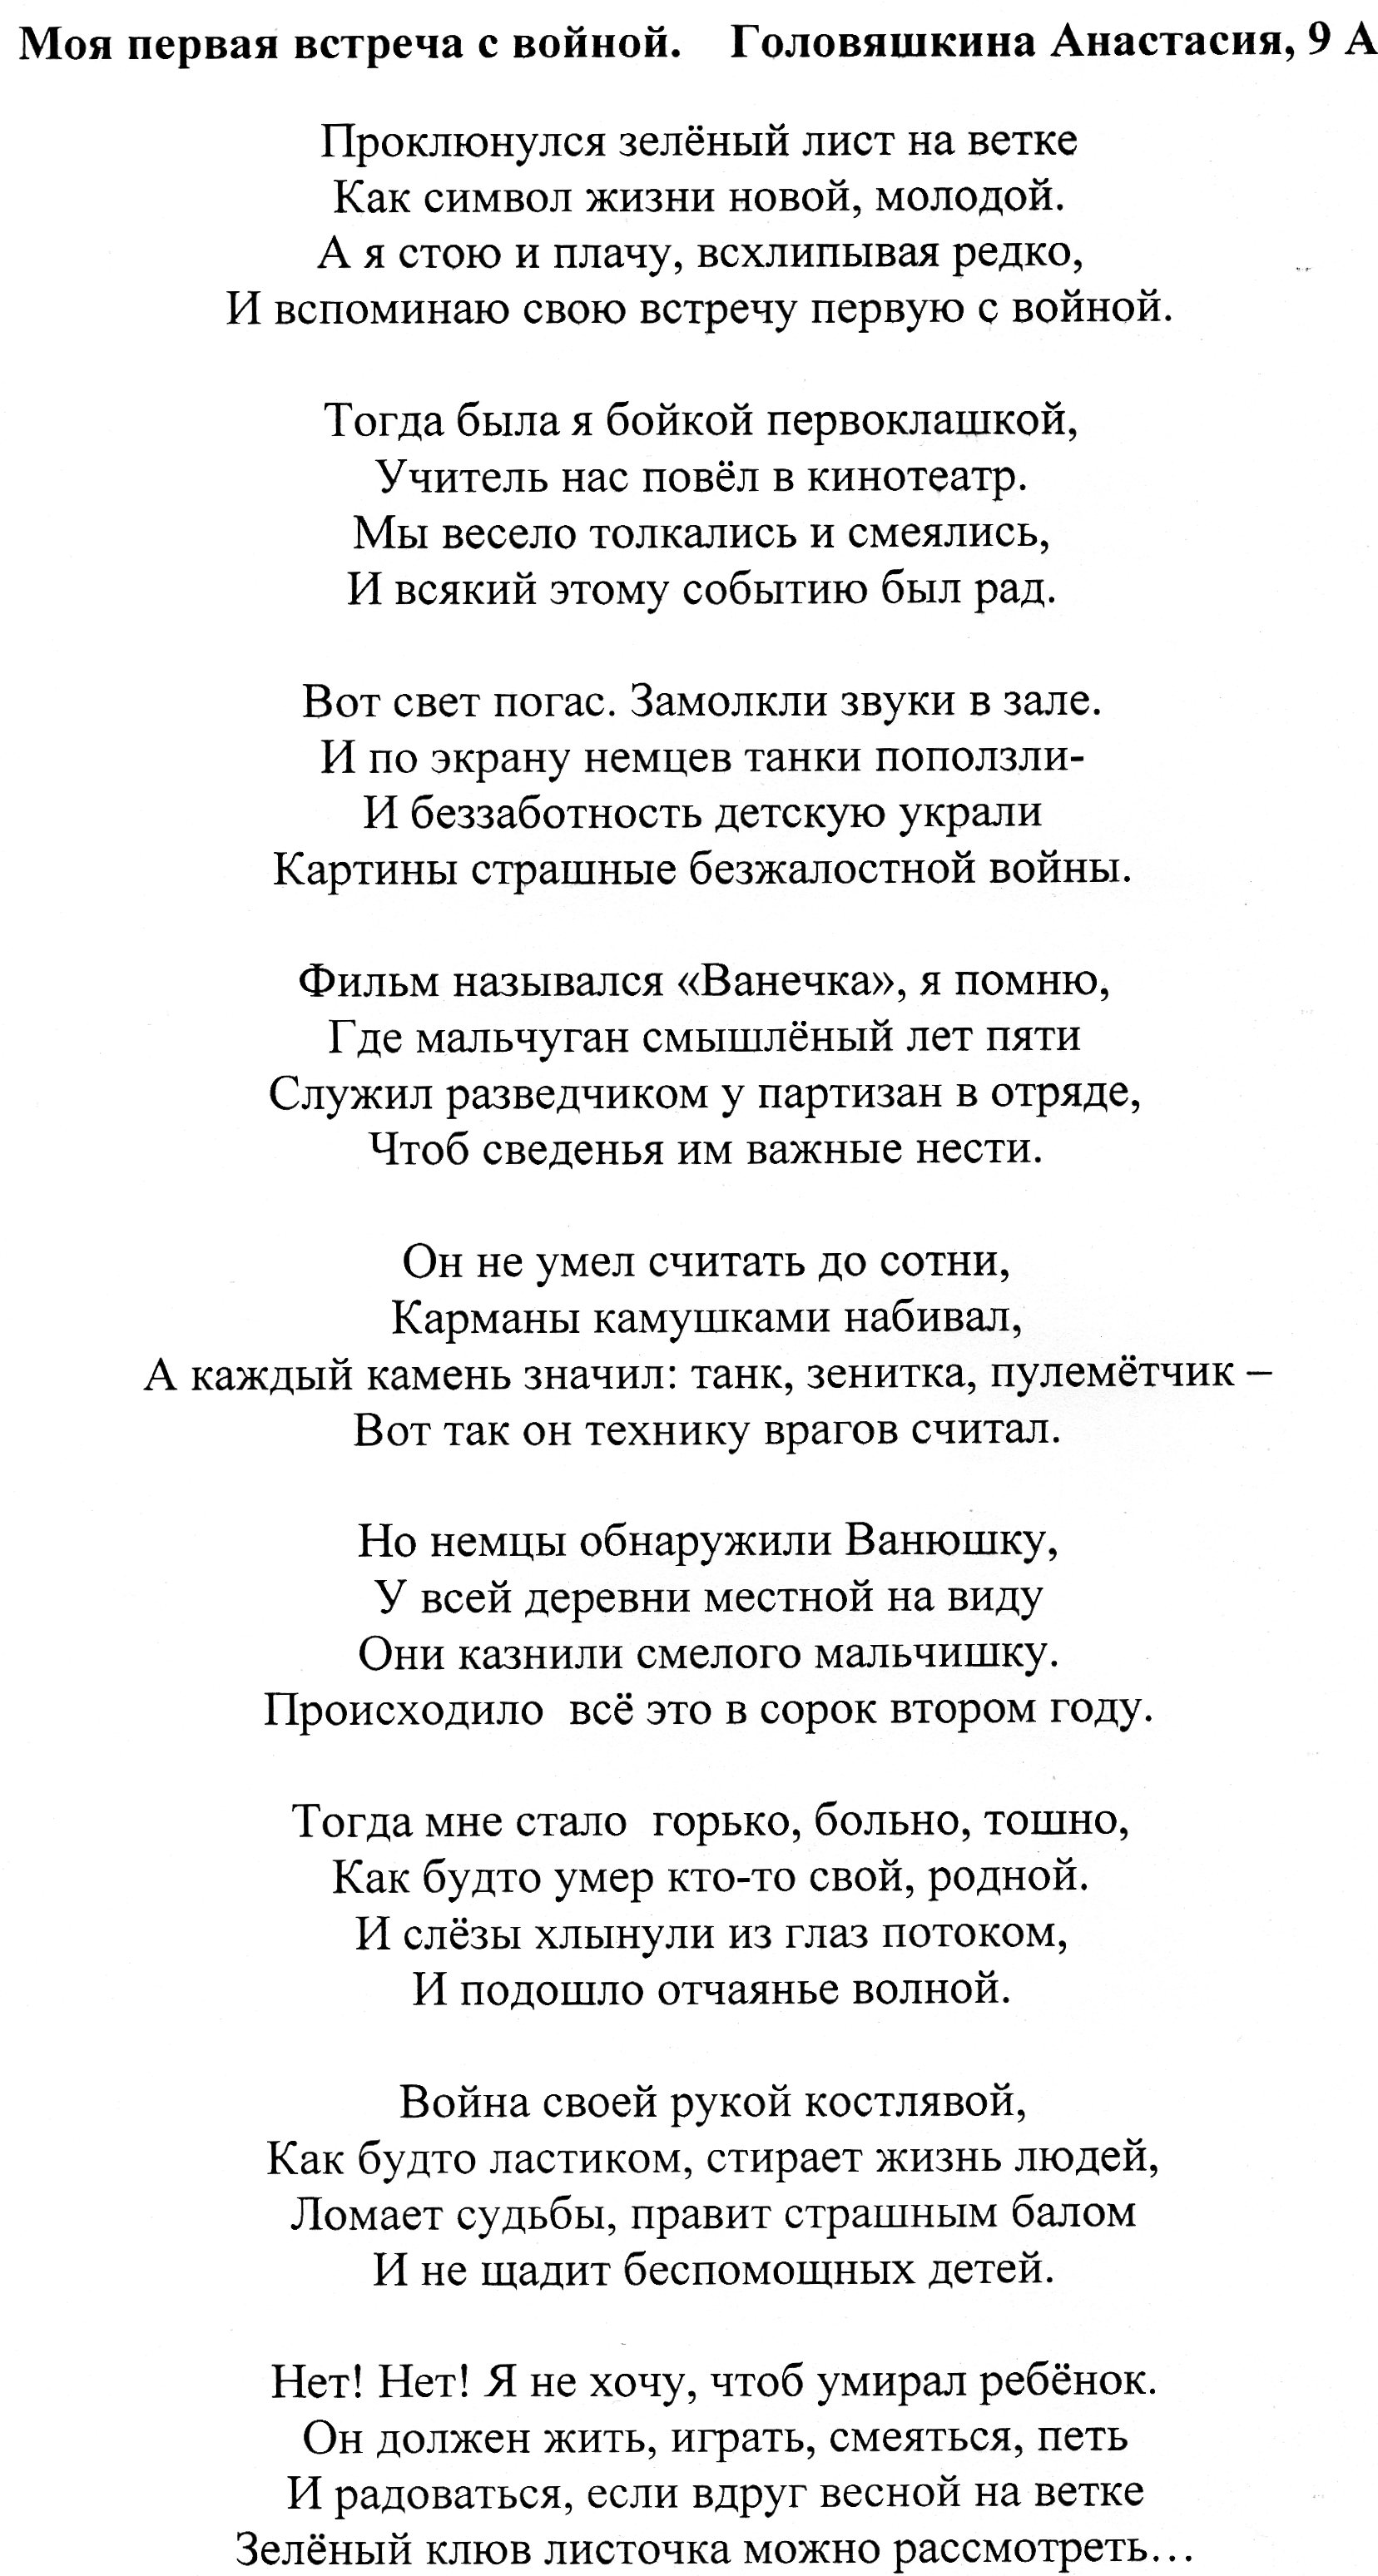 Моя первая встреча с войной. Головяшкина Анастасия, 9 А
Проклюнулся зелёный лист на ветке
Как символ жизни новой, молодой.
А я стою и плачу, всхлипывая редко,
И вспоминаю свою встречу первую с войной.
Тогда была я бойкой первоклашкой,
Учитель нас повёл в кинотеатр.
Мы весело толкались и смеялись,
И всякий этому событию был рад.
Вот свет погас. Замолкли звуки в зале.
И по экрану немцев танки поползли-
И беззаботность детскую украли
Картины страшные безжалостной войны.
Фильм назывался «Ванечка», я помню,
Где мальчуган смышлёный лет пяти
Служил разведчиком у партизан в отряде,
Чтоб сведенья им важные нести.
Он не умел считать до сотни,
Карманы камушками набивал,
А каждый камень значил: танк, зенитка, пулемётчик –
Вот так он технику врагов считал.
Но немцы обнаружили Ванюшку,
У всей деревни местной на виду
Они казнили смелого мальчишку.
Происходило всё это в сорок втором году.
Тогда мне стало горько, больно, тошно,
Как будто умер кто-то свой, родной.
И слёзы хлынули из глаз потоком,
И подошло отчаянье волной.
Война своей рукой костлявой,
Как будто ластиком, стирает жизнь людей,
Ломает судьбы, правит страшным балом
И не щадит беспомощных детей.
Нет! Нет! Я не хочу, чтоб умирал ребёнок.
Он должен жить, играть, смеяться, петь
И радоваться, если вдруг весной на ветке
Зелёный клюв листочка можно рассмотреть…